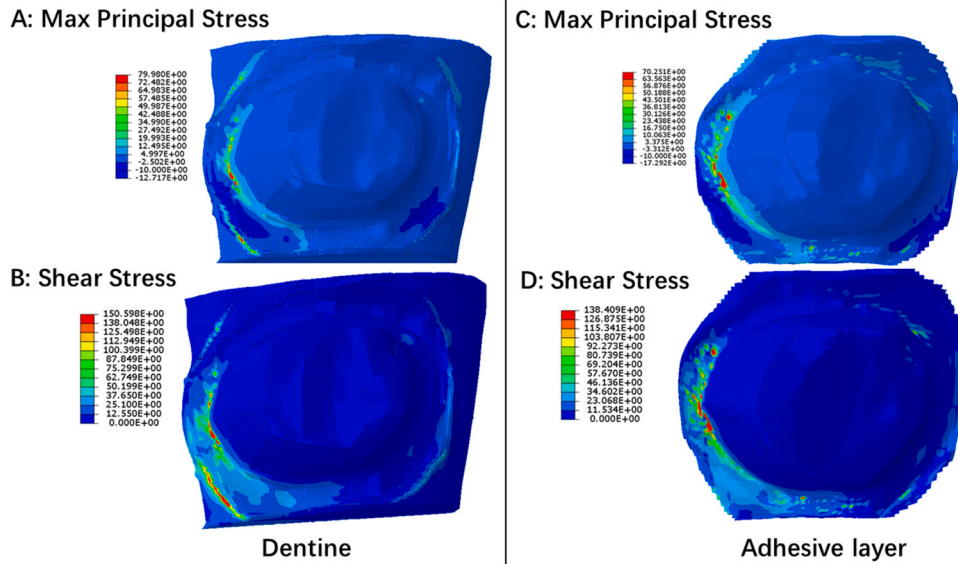 A: Max Principal Stress
79.980E+00
72.482E+00
64.983E+00
57.485E+00
49.987E+00
42.488E+00
34.990E+00
27.492E+00
19.993E+00
12.495E+00
4.997E+00
-2.502E+00
-10.000E+00
-12.717E+00
B: Shear Stress
150.598E+00
138.048E+00
125.498E+00
112.949E+00
100.399E+00
87.849E+00
75.299E+00
62.749E+00
50.199E+00
37.650E+00
25.100E+00
12.550E+00
0.000E+00
Dentine
C: Max Principal Stress
70.251E+00
63.563E+00
56.876E+00
50.188E+00
43.501E+00
36.813E+00
30.126E+00
23.438E+00
16.750E+00
10.063E+00
3.375E+00
-3.312E+00
-10.000E+00
-17.292E+00
D: Shear Stress
138.409E+00
126.875E+00
115.341E+00
103.807E+00
92.273E+00
80.739E+00
69.204E+00
57.670E+00
46.136E+00
34.602E+00
23.068E+00
11.534E+00
0.000E+00
Adhesive layer